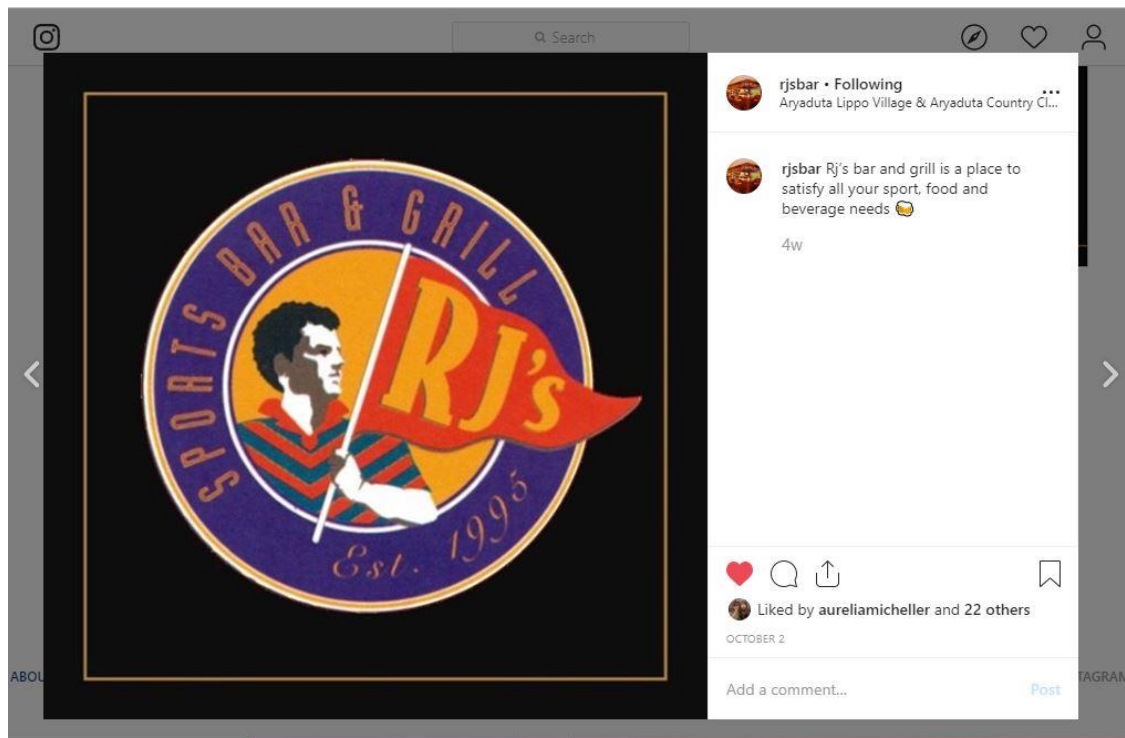 Search
SPORTS BAR & GRILL
RJ's
Est. 1995
rjsbar • Following
Aryaduta Lippo Village & Aryaduta Country Cl...
rjsbar Rj's bar and grill is a place to
satisfy all your sport, food and
beverage needs 🍻
4w
Liked by aureliamicheller and 22 others
OCTOBER 2
Add a comment...
Post
ABOU
TAGRAM